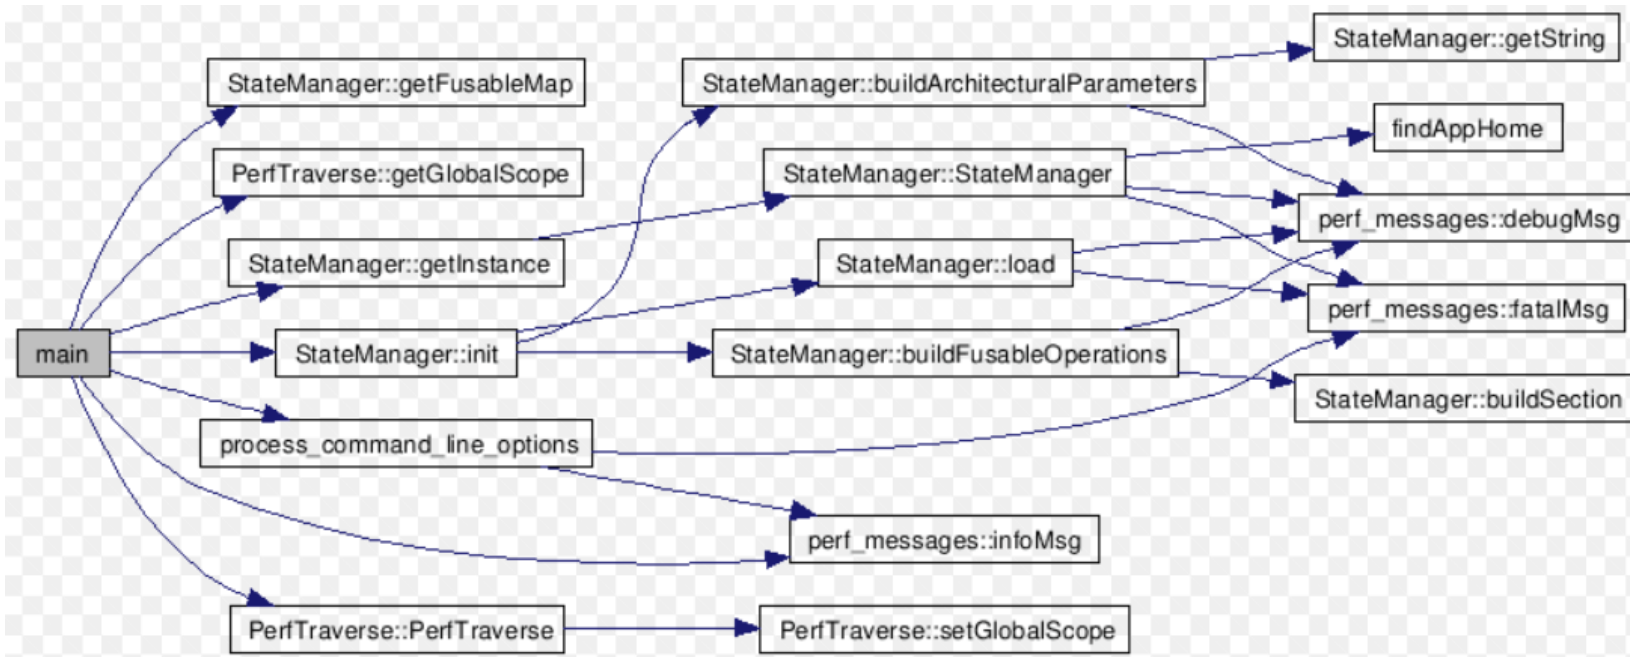 StateManager::getString
StateManager::getFusableMap
StateManager::buildArchitecturalParameters
findAppHome
PerfTraverse::getGlobalScope
StateManager::StateManager
perf_messages::debugMsg
StateManager::getInstance
StateManager::load
perf_messages::fatalMsg
main
StateManager::init
StateManager::buildFusableOperations
StateManager::buildSection
process_command_line_options
perf_messages::infoMsg
PerfTraverse::PerfTraverse
PerfTraverse::setGlobalScope